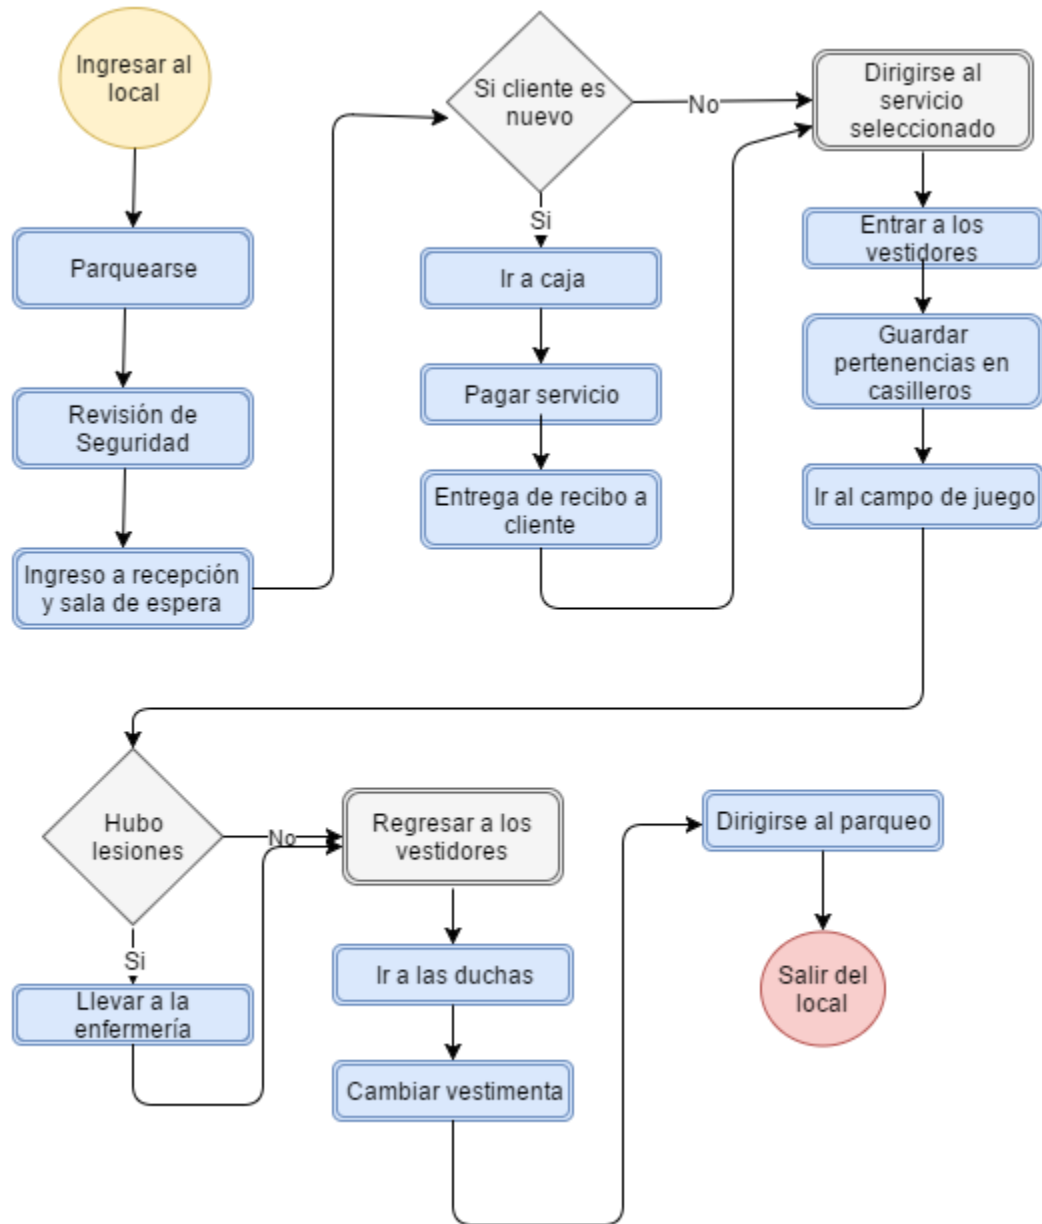 Ingresar al
local
Parquearse
Revisión de
Seguridad
Ingreso a recepción
y sala de espera
Si cliente es
nuevo
No
Si
Ir a caja
Pagar servicio
Entrega de recibo a
cliente
Dirigirse al
servicio
seleccionado
Entrar a los
vestidores
Guardar
pertenencias en
casilleros
Ir al campo de juego
Hubo
lesiones
No
Si
Llevar a la
enfermería
Regresar a los
vestidores
Ir a las duchas
Cambiar vestimenta
Dirigirse al parqueo
Salir del
local